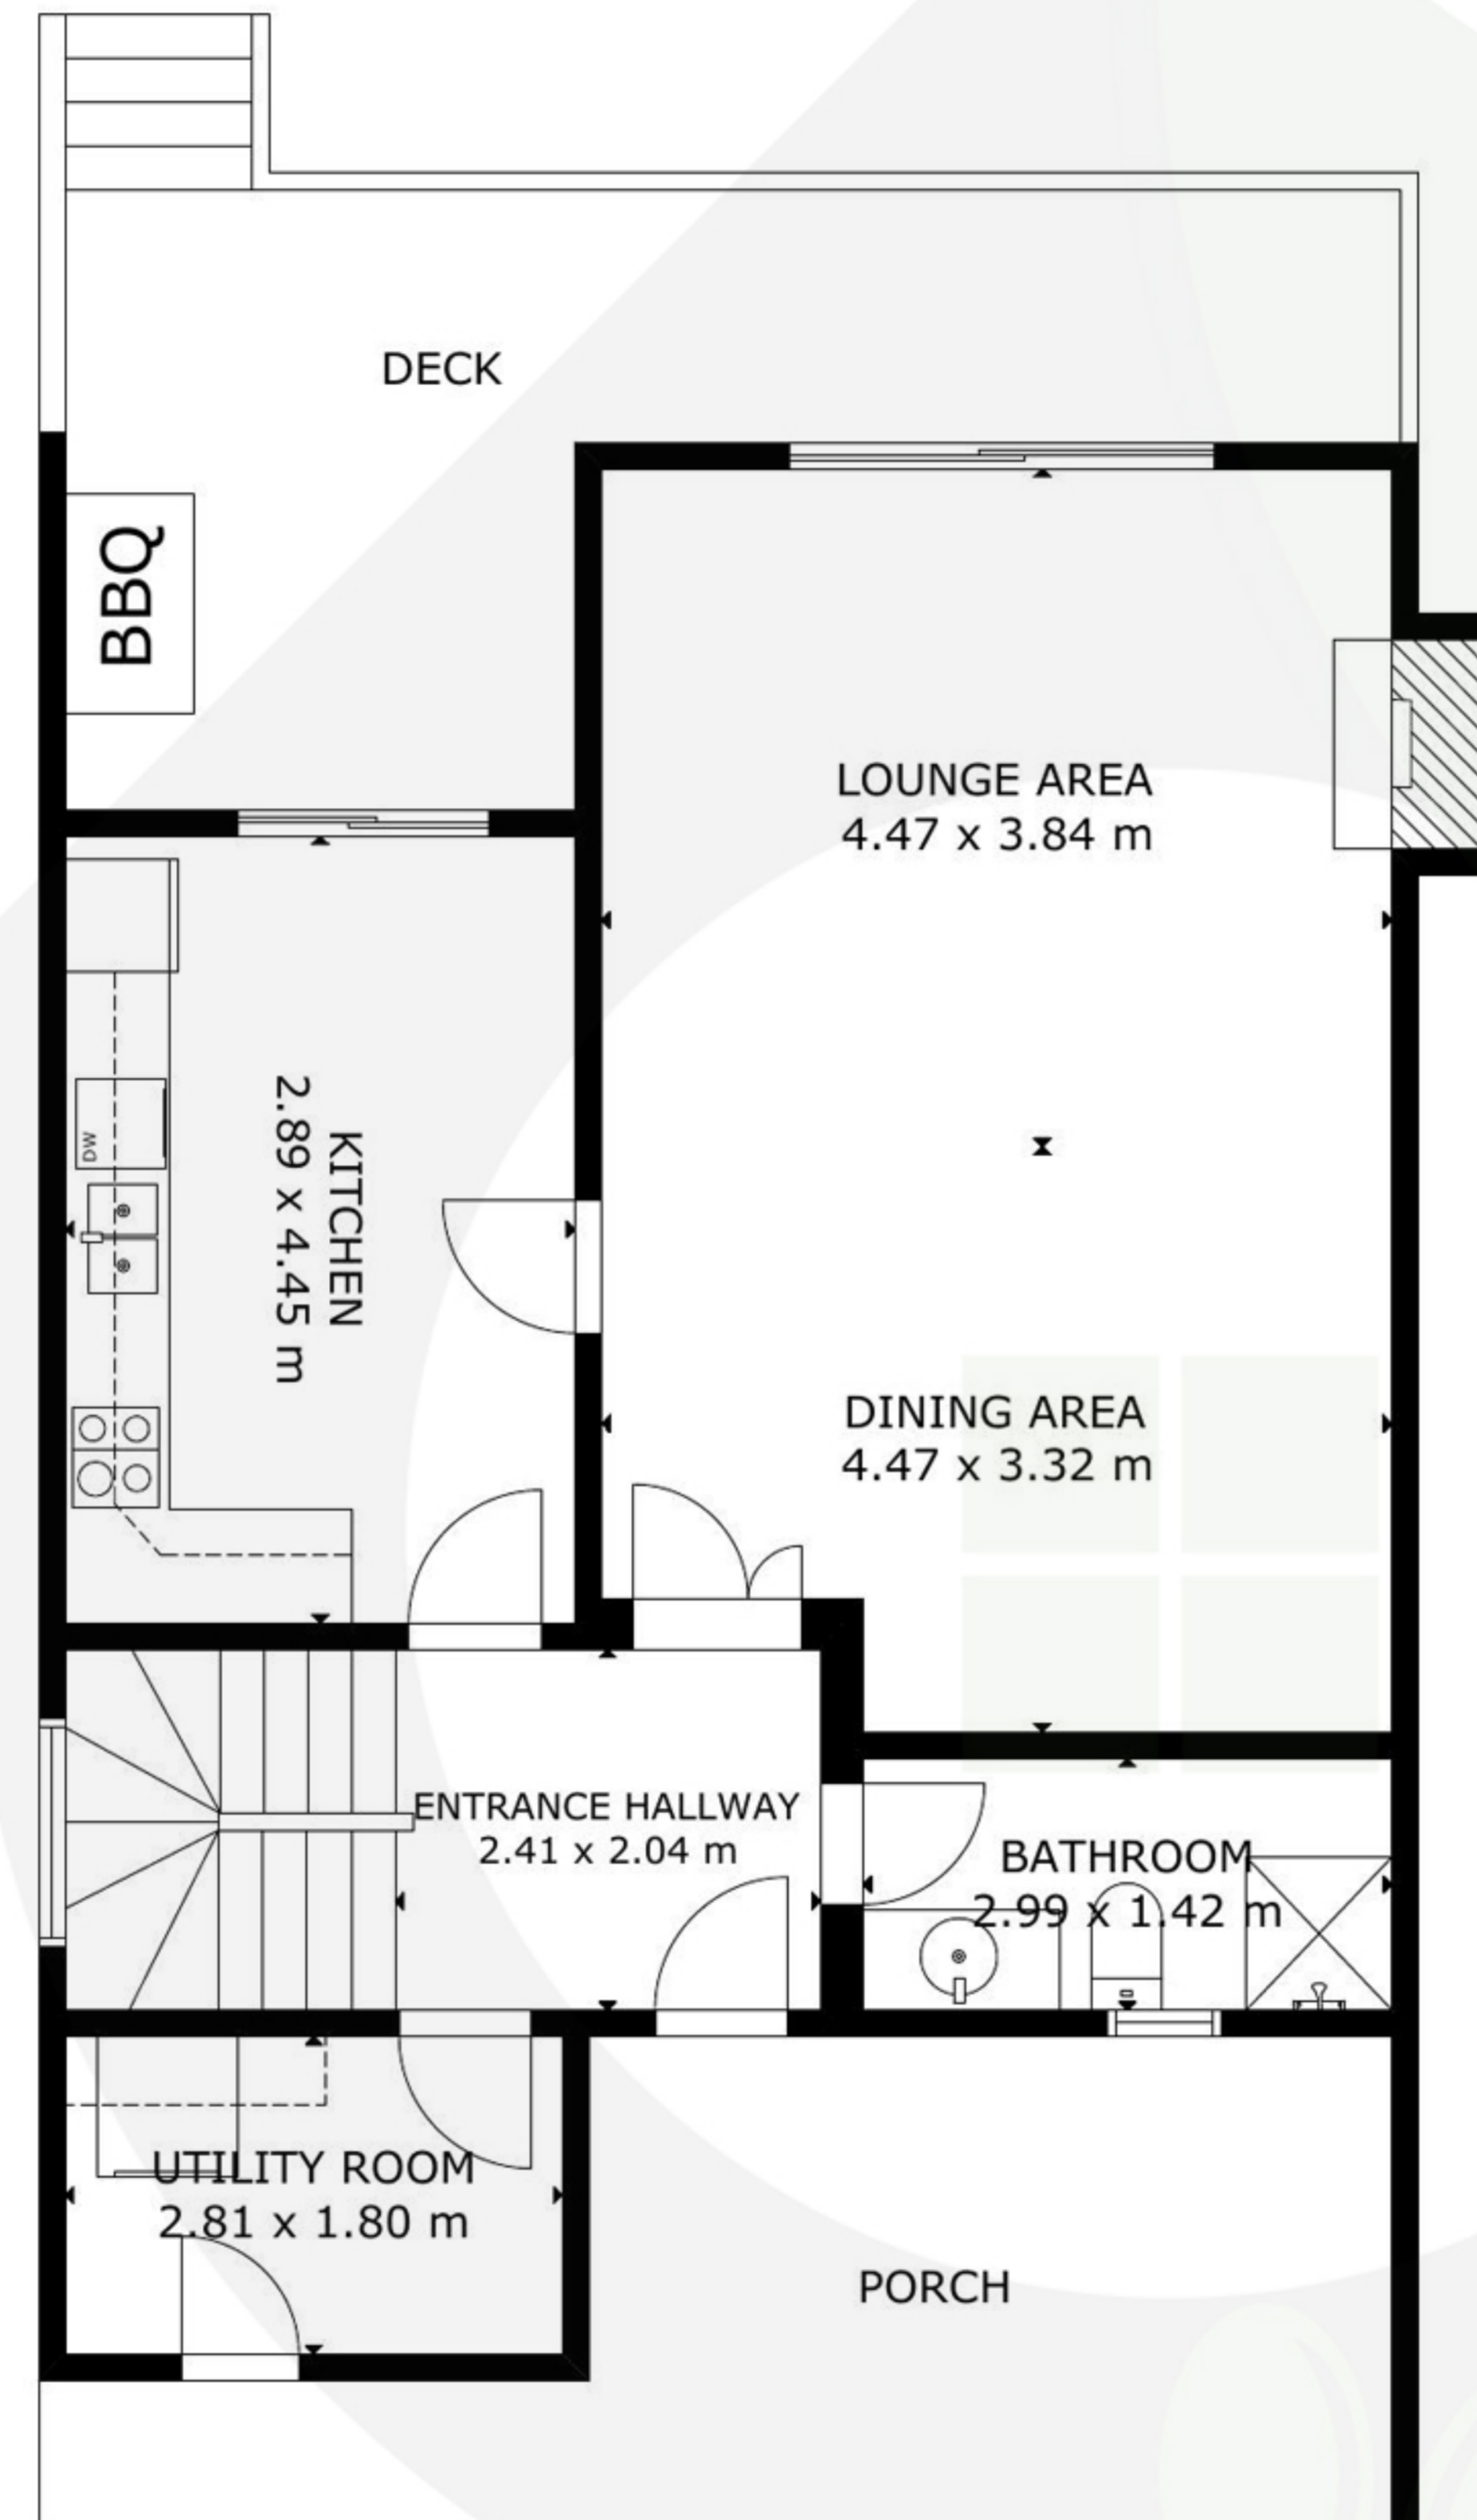 DECK
BBQ
LOUNGE AREA
4.47 x 3.84 m
KITCHEN
2.89 x 4.45 m
DW
DINING AREA
4.47 x 3.32 m
ENTRANCE HALLWAY
2.41 x 2.04 m
BATHROOM
2.99 x 1.42 m
UTILITY ROOM
2.81 x 1.80 m
PORCH